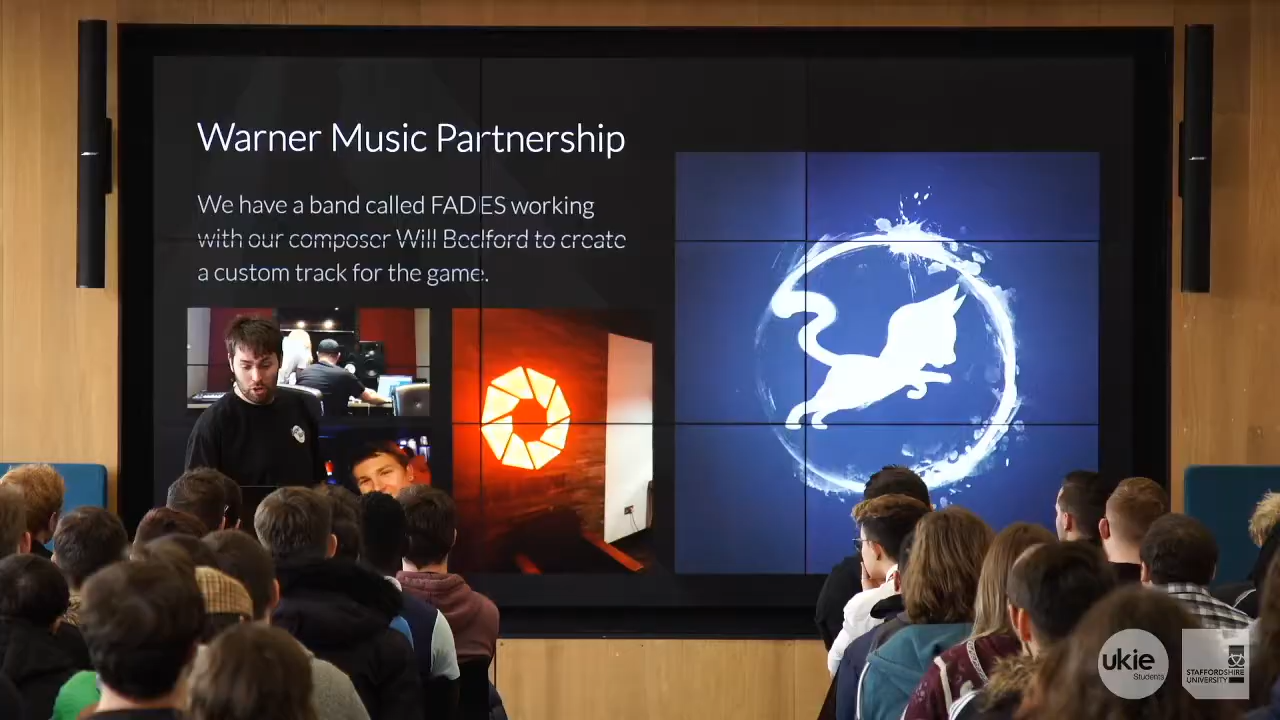 Warner Music Partnership
We have a band called FADES working
with our composer Will Bedford to create
a custom track for the game.
ukie
Students
STAFFORDSHIRE
UNIVERSITY